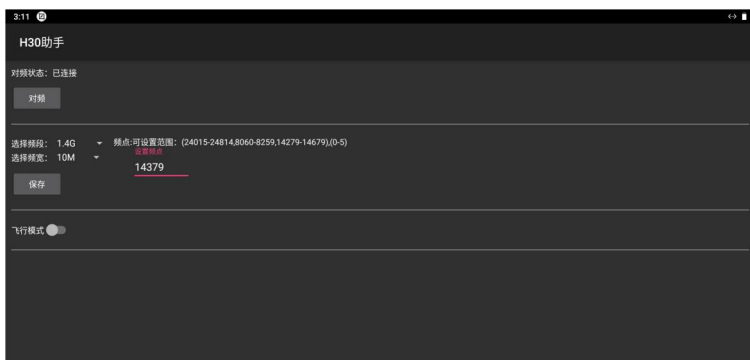 3:11
H30助手
对频状态：已连接
对频
选择频段： 1.4G
频点:可设置范围：(24015-24814,8060-8259,14279-14679),(0-5)
设置频点
选择频宽： 10M
14379
保存
飞行模式